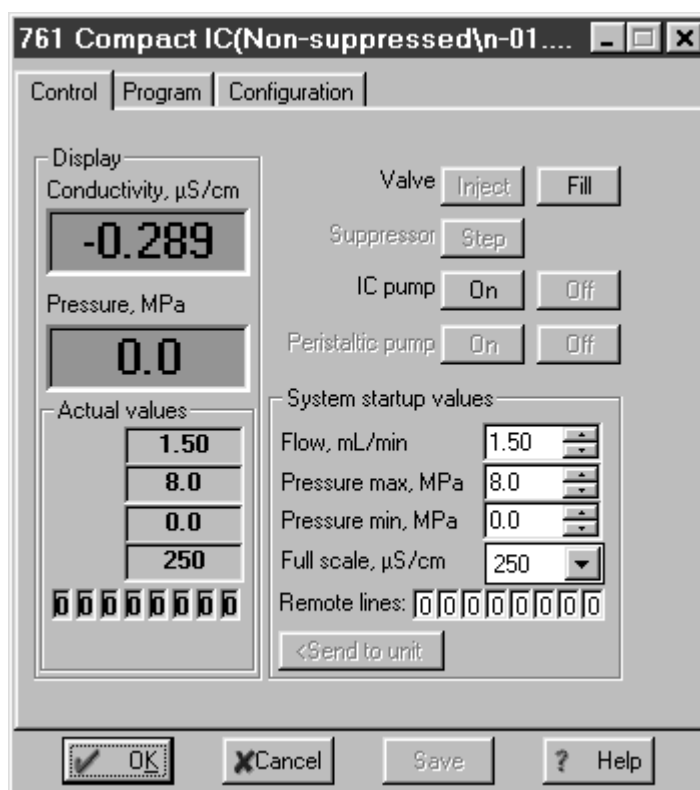 761 Compact IC(Non-suppressed\n-01....
Control Program Configuration
Display
Conductivity, µS/cm
-0.289
Pressure, MPa
0.0
Actual values
1.50
8.0
0.0
250
0 0 0 0 0 0 0 0
Valve Inject Fill
Suppressor Step
IC pump On Off
Peristaltic pump On Off
System startup values
Flow, mL/min 1.50
Pressure max, MPa 8.0
Pressure min, MPa 0.0
Full scale, µS/cm 250
Remote lines: 0 0 0 0 0 0 0 0
<Send to unit
OK Cancel Save ? Help